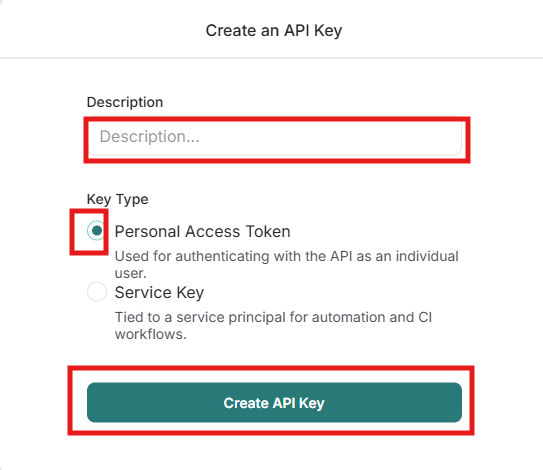 Create an API Key
Description
Description...
Key Type
Personal Access Token
Used for authenticating with the API as an individual
user.
Service Key
Tied to a service principal for automation and CI
workflows.
Create API Key